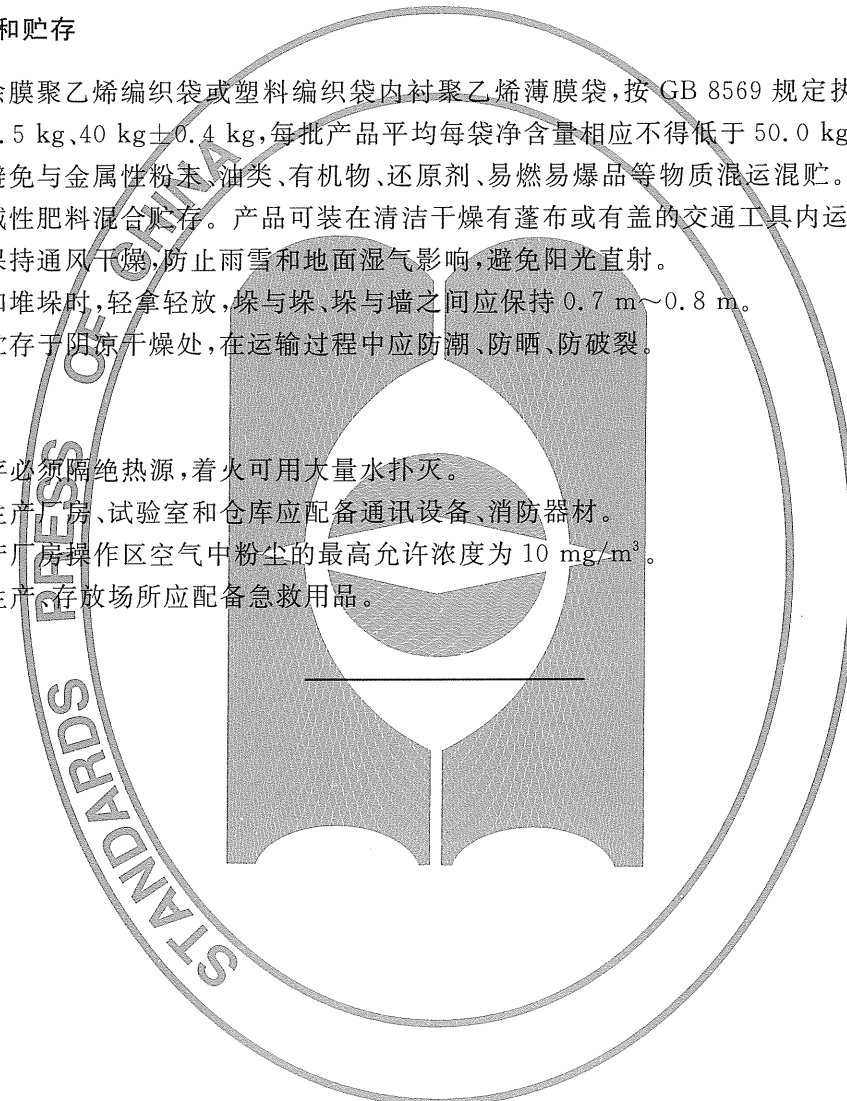 和贮存
涂膜聚乙烯编织袋或塑料编织袋内衬聚乙烯薄膜袋,按 GB 8569 规定执
.5 kg、40 kg±0.4 kg,每批产品平均每袋净含量相应不得低于 50.0 kg
避免与金属性粉末、油类、有机物、还原剂、易燃易爆品等物质混运混贮。
碱性肥料混合贮存。产品可装在清洁干燥有蓬布或有盖的交通工具内运
保持通风干燥,防止雨雪和地面湿气影响,避免阳光直射。
和堆垛时,轻拿轻放,垛与垛、垛与墙之间应保持 0.7 m~0.8 m。
贮存于阴凉干燥处,在运输过程中应防潮、防晒、防破裂。
存必须隔绝热源,着火可用大量水扑灭。
生产厂房、试验室和仓库应配备通讯设备、消防器材。
产厂房操作区空气中粉尘的最高允许浓度为 10 mg/m³。
生产、存放场所应配备急救用品。
STANDARDS PRESS OF CHINA